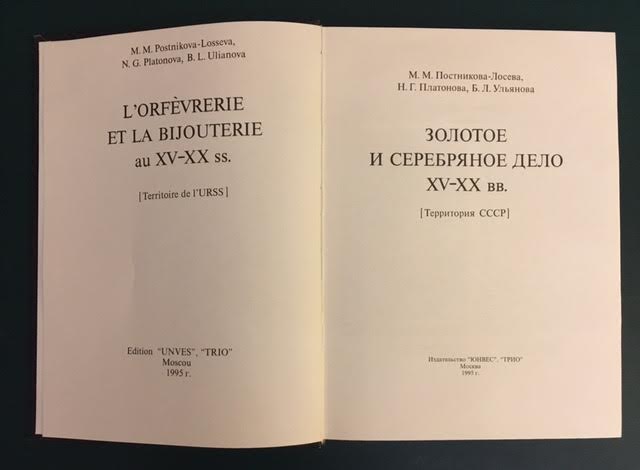 M. M. Postnikova-Losseva,
N. G. Platonova, B. L. Ulianova
L'ORFÈVRERIE
ET LA BIJOUTERIE
au XV–XX ss.
[Territoire de l'URSS]
Edition "UNVES", "TRIO"
Moscou
1995 г.
М. М. Постникова-Лосева,
Н. Г. Платонова, Б. Л. Ульянова
ЗОЛОТОЕ
И СЕРЕБРЯНОЕ ДЕЛО
XV–XX вв.
[Территория СССР]
Издательство "ЮНВЕС", "ТРИО"
Москва
1995 г.